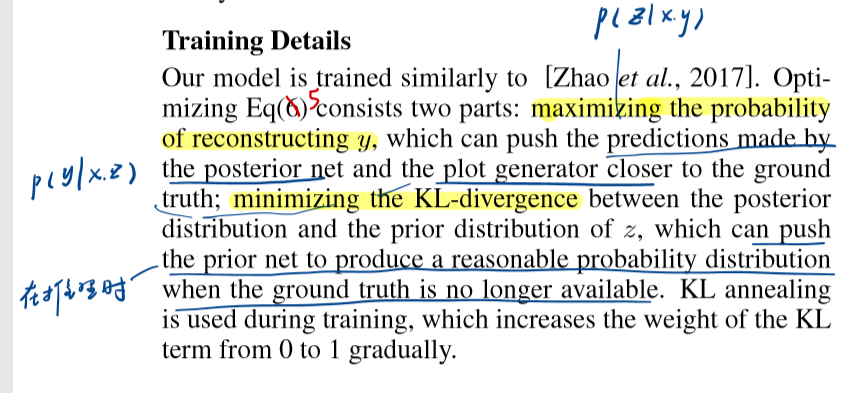 p(z|x.y)
Training Details
Our model is trained similarly to [Zhao et al., 2017]. Opti-
mizing Eq(6)5 consists two parts: maximizing the probability
of reconstructing y, which can push the predictions made by
p(y|x.z) the posterior net and the plot generator closer to the ground
truth; minimizing the KL-divergence between the posterior
distribution and the prior distribution of z, which can push
the prior net to produce a reasonable probability distribution
在推理时 when the ground truth is no longer available. KL annealing
is used during training, which increases the weight of the KL
term from 0 to 1 gradually.